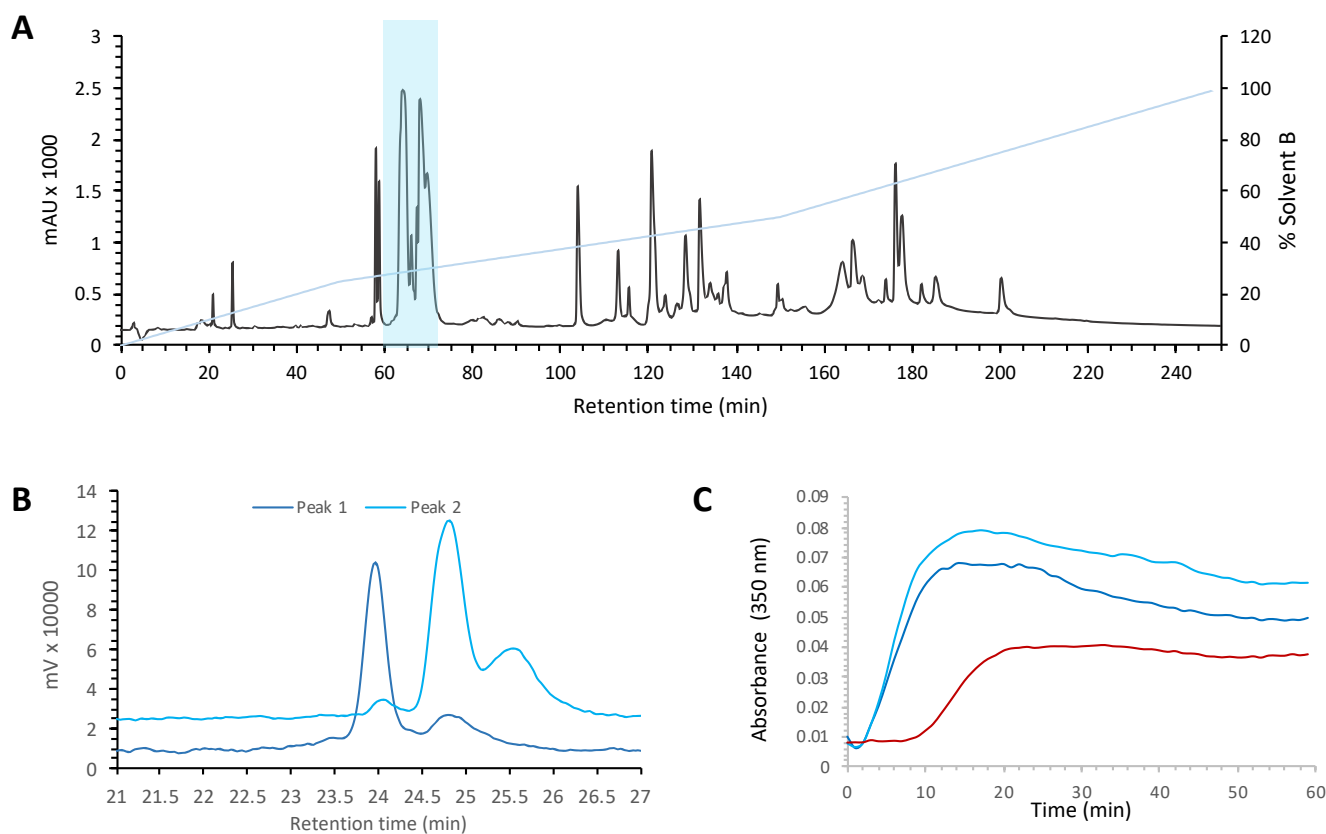 A
mAU x 1000
3
2.5
2
1.5
1
0.5
0
120
100
80
60
40
20
0
% Solvent B
0 20 40 60 80 100 120 140 160 180 200 220 240
Retention time (min)
B
mV x 10000
14
12
10
8
6
4
2
0
Peak 1 Peak 2
21 21.5 22 22.5 23 23.5 24 24.5 25 25.5 26 26.5 27
Retention time (min)
C
Absorbance (350 nm)
0.09
0.08
0.07
0.06
0.05
0.04
0.03
0.02
0.01
0
0 10 20 30 40 50 60
Time (min)